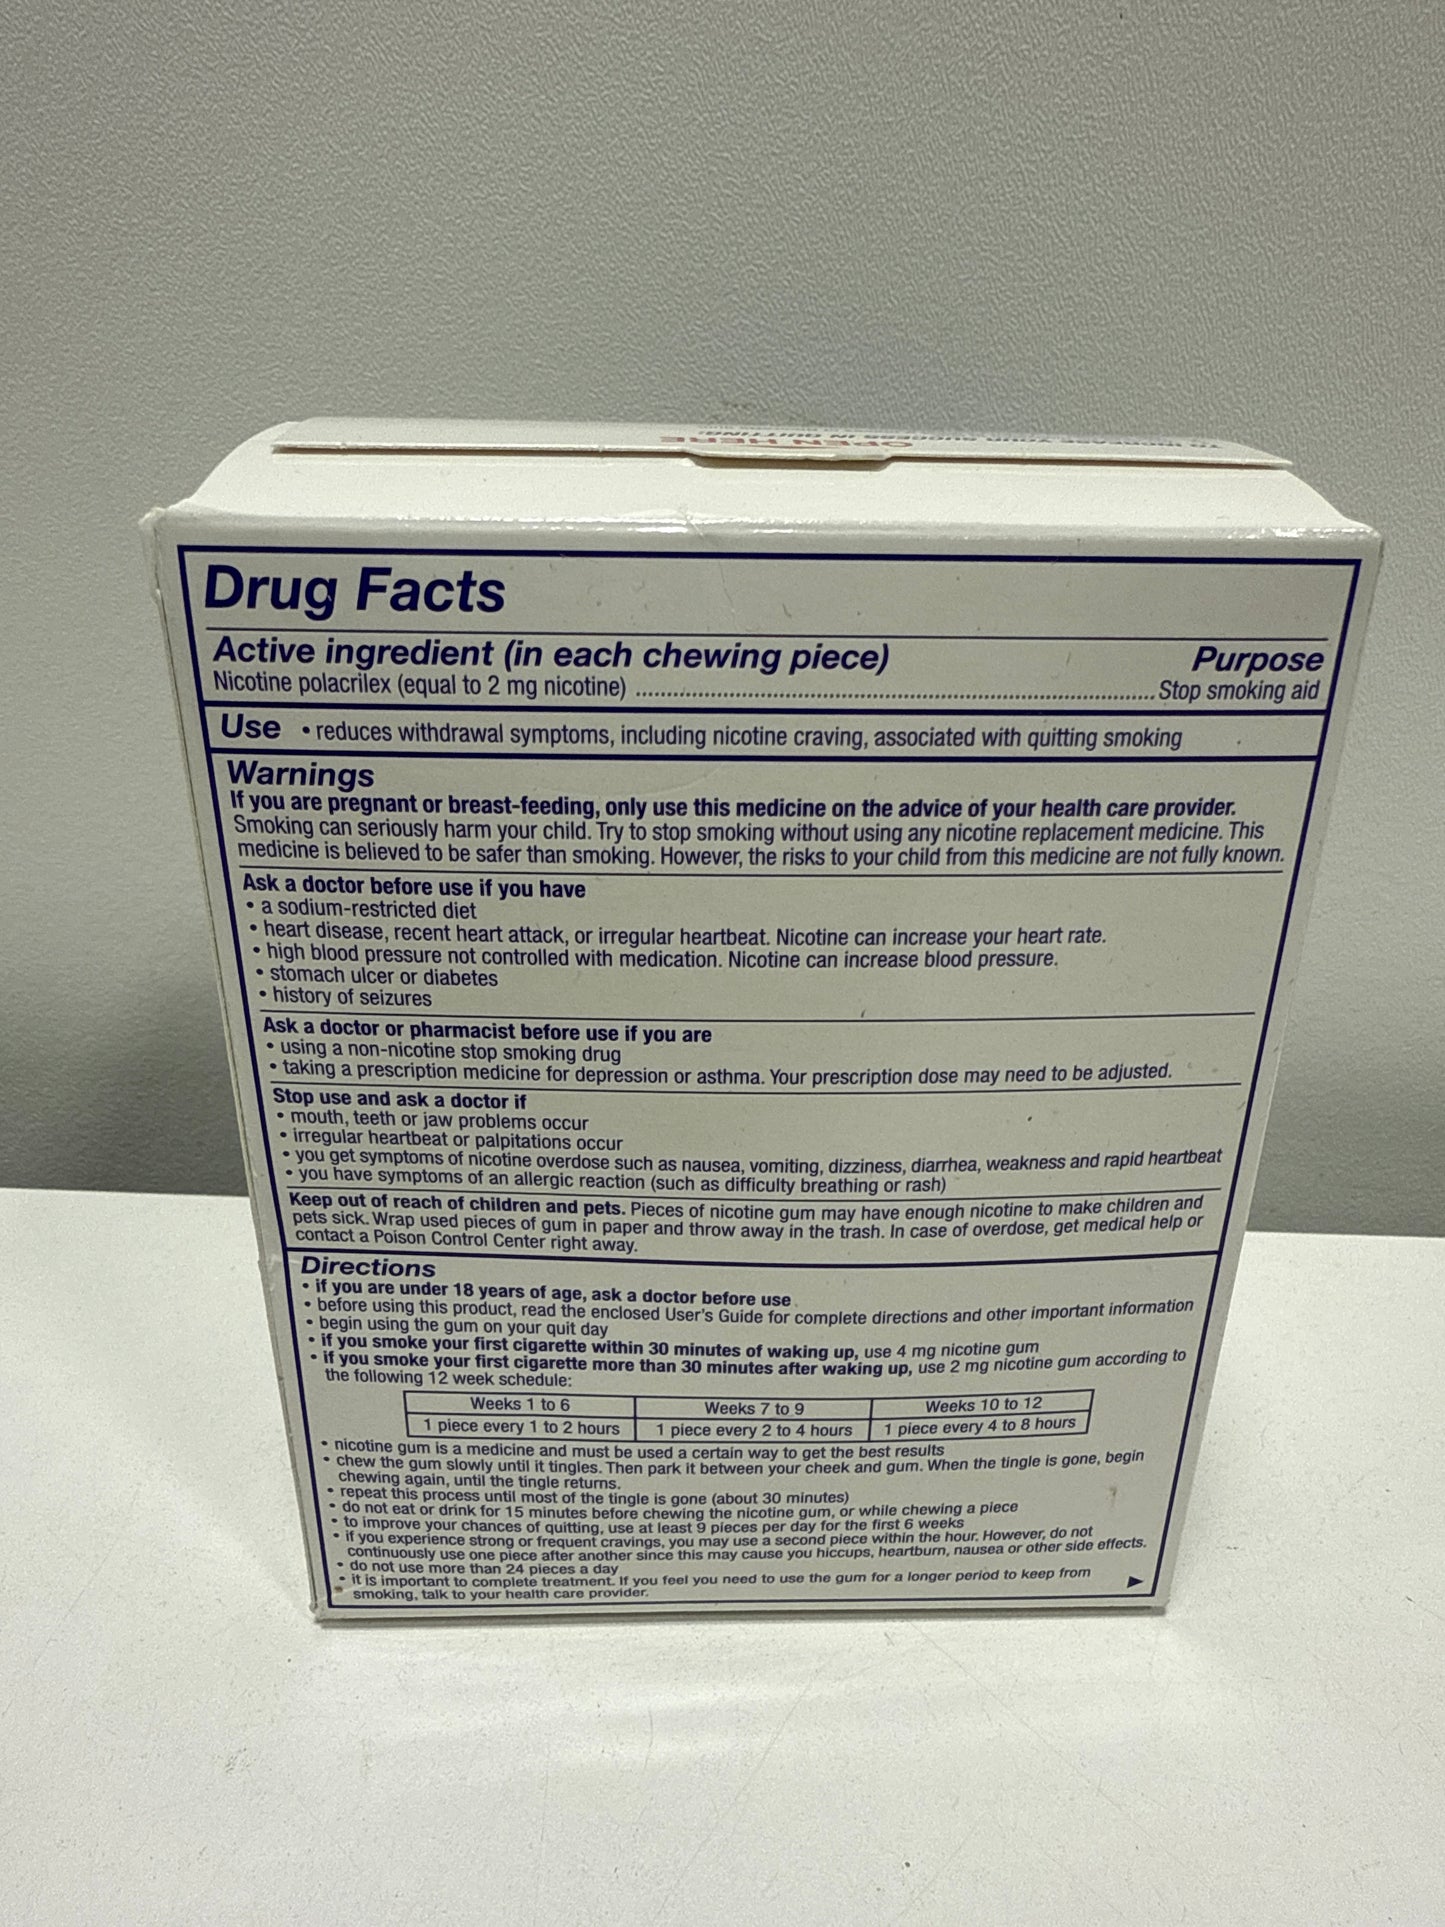 OPEN HERE
TO INCREASE YOUR SUCCESS IN QUITTING:
Drug Facts
Active ingredient (in each chewing piece) Purpose
Nicotine polacrilex (equal to 2 mg nicotine) ........................................ Stop smoking aid
Use • reduces withdrawal symptoms, including nicotine craving, associated with quitting smoking
Warnings
If you are pregnant or breast-feeding, only use this medicine on the advice of your health care provider.
Smoking can seriously harm your child. Try to stop smoking without using any nicotine replacement medicine. This
medicine is believed to be safer than smoking. However, the risks to your child from this medicine are not fully known.
Ask a doctor before use if you have
• a sodium-restricted diet
• heart disease, recent heart attack, or irregular heartbeat. Nicotine can increase your heart rate.
• high blood pressure not controlled with medication. Nicotine can increase blood pressure.
• stomach ulcer or diabetes
• history of seizures
Ask a doctor or pharmacist before use if you are
• using a non-nicotine stop smoking drug
• taking a prescription medicine for depression or asthma. Your prescription dose may need to be adjusted.
Stop use and ask a doctor if
• mouth, teeth or jaw problems occur
• irregular heartbeat or palpitations occur
• you get symptoms of nicotine overdose such as nausea, vomiting, dizziness, diarrhea, weakness and rapid heartbeat
• you have symptoms of an allergic reaction (such as difficulty breathing or rash)
Keep out of reach of children and pets. Pieces of nicotine gum may have enough nicotine to make children and
pets sick. Wrap used pieces of gum in paper and throw away in the trash. In case of overdose, get medical help or
contact a Poison Control Center right away.
Directions
• if you are under 18 years of age, ask a doctor before use
• before using this product, read the enclosed User's Guide for complete directions and other important information
• begin using the gum on your quit day
• if you smoke your first cigarette within 30 minutes of waking up, use 4 mg nicotine gum
• if you smoke your first cigarette more than 30 minutes after waking up, use 2 mg nicotine gum according to
the following 12 week schedule:
Weeks 1 to 6 Weeks 7 to 9 Weeks 10 to 12
1 piece every 1 to 2 hours 1 piece every 2 to 4 hours 1 piece every 4 to 8 hours
• nicotine gum is a medicine and must be used a certain way to get the best results
• chew the gum slowly until it tingles. Then park it between your cheek and gum. When the tingle is gone, begin
chewing again, until the tingle returns.
• repeat this process until most of the tingle is gone (about 30 minutes)
• do not eat or drink for 15 minutes before chewing the nicotine gum, or while chewing a piece
• to improve your chances of quitting, use at least 9 pieces per day for the first 6 weeks
• if you experience strong or frequent cravings, you may use a second piece within the hour. However, do not
continuously use one piece after another since this may cause you hiccups, heartburn, nausea or other side effects.
• do not use more than 24 pieces a day
• it is important to complete treatment. If you feel you need to use the gum for a longer period to keep from
smoking, talk to your health care provider.